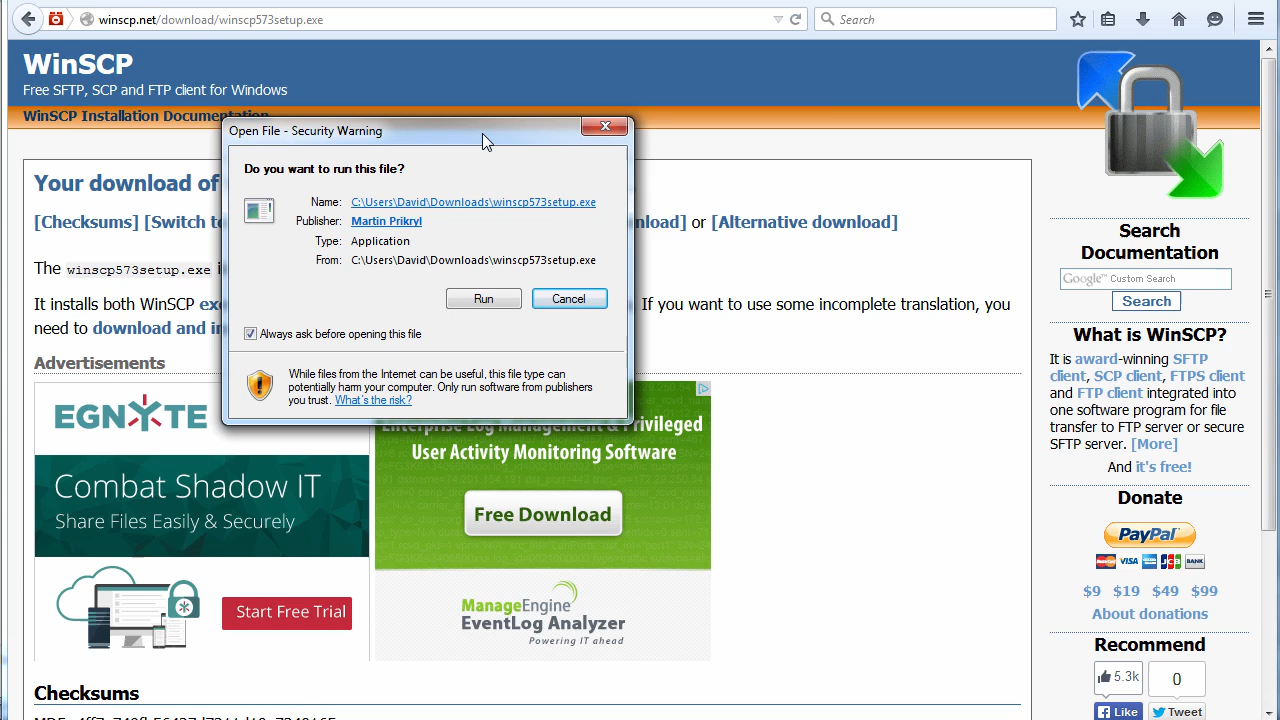 winscp.net/download/winscp573setup.exe
Search
WinSCP
Free SFTP, SCP and FTP client for Windows
WinSCP Installation Documentation
Open File - Security Warning
Do you want to run this file?
Name: C:\Users\David\Downloads\winscp573setup.exe
Publisher: Martin Prikryl
Type: Application
From: C:\Users\David\Downloads\winscp573setup.exe
Run Cancel
Always ask before opening this file
While files from the Internet can be useful, this file type can
potentially harm your computer. Only run software from publishers
you trust. What's the risk?
Your download of
[Checksums] [Switch to nload] or [Alternative download]
The winscp573setup.exe i
It installs both WinSCP exe If you want to use some incomplete translation, you
need to download and in
Advertisements
EGNYTE
Combat Shadow IT
Share Files Easily & Securely
Start Free Trial
Enterprise Log Management & Privileged
User Activity Monitoring Software
Free Download
ManageEngine
EventLog Analyzer
Powering IT ahead
Checksums
Search
Documentation
Google™ Custom Search
Search
What is WinSCP?
It is award-winning SFTP
client, SCP client, FTPS client
and FTP client integrated into
one software program for file
transfer to FTP server or secure
SFTP server. [More]
And it's free!
Donate
PayPal
VISA JCB BANK
$9 $19 $49 $99
About donations
Recommend
5.3k 0
Like Tweet